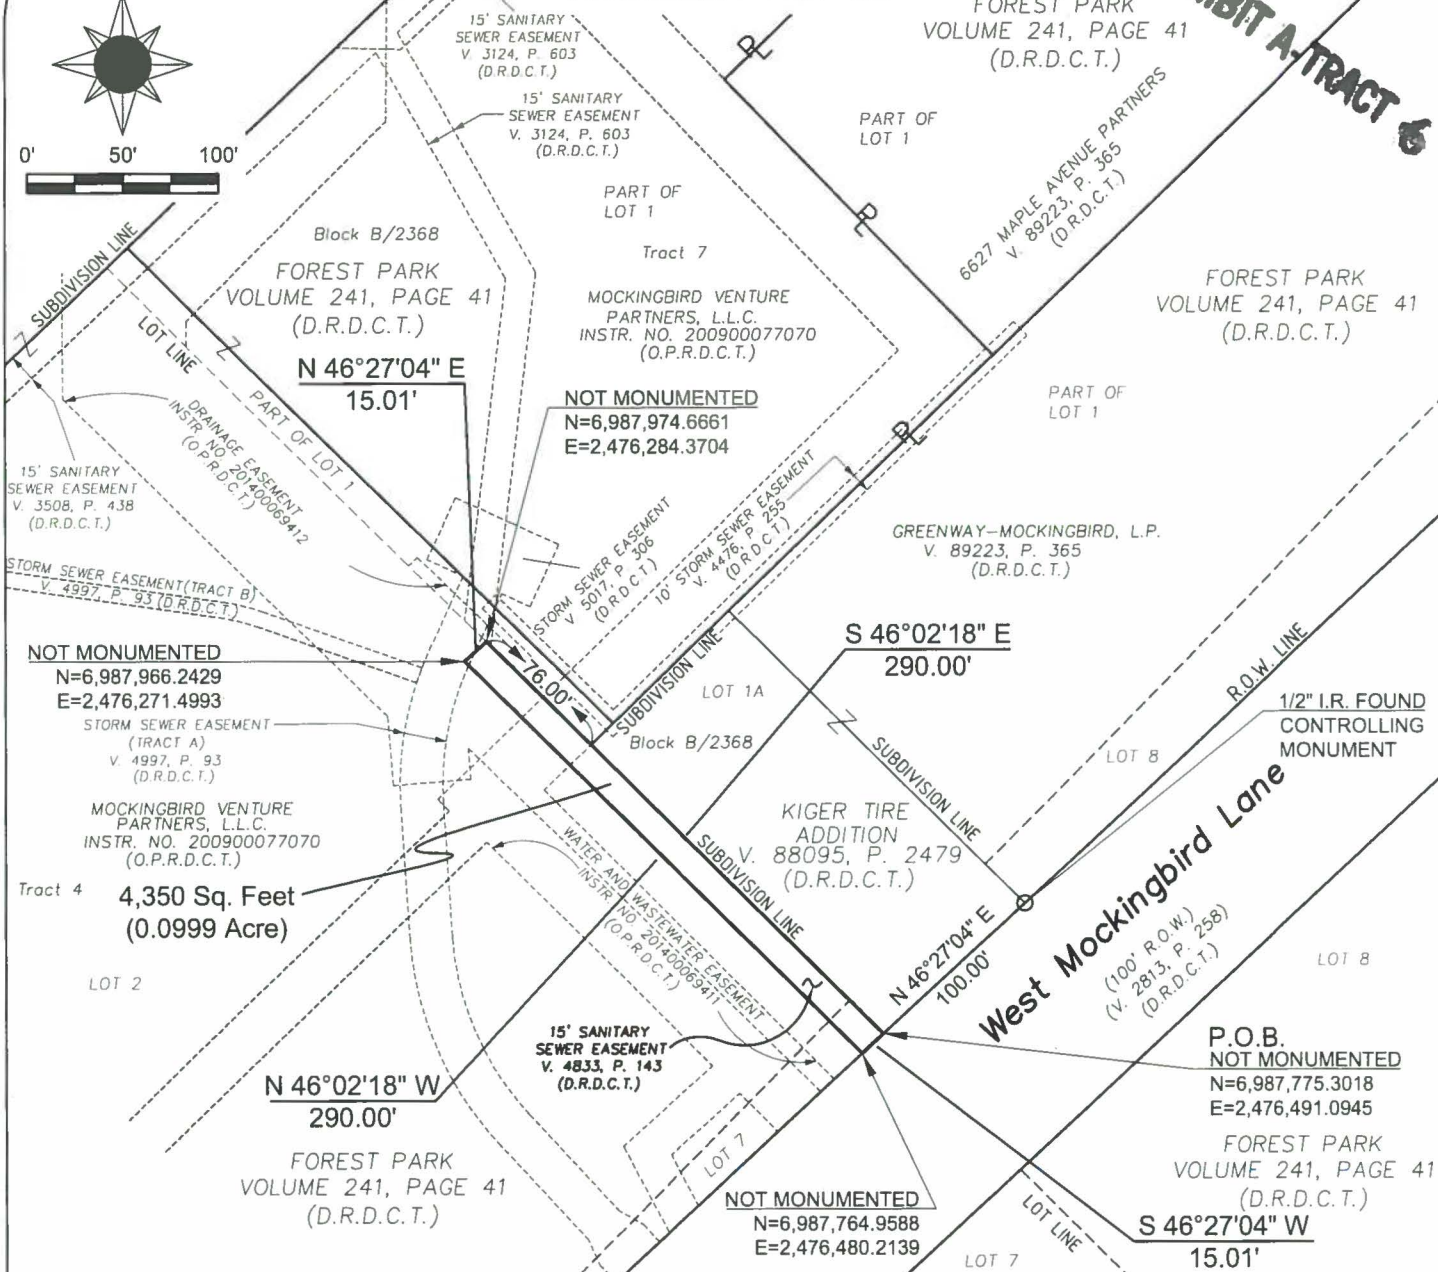 EXHIBIT A-TRACT 6
0' 50' 100'
15' SANITARY
SEWER EASEMENT
V. 3124, P. 603
(D.R.D.C.T.)
15' SANITARY
SEWER EASEMENT
V. 3124, P. 603
(D.R.D.C.T.)
FOREST PARK
VOLUME 241, PAGE 41
(D.R.D.C.T.)
PART OF
LOT 1
6627 MAPLE AVENUE PARTNERS
V. 89223, P. 365
(D.R.D.C.T.)
PL
PL
PL
PART OF
LOT 1
Tract 7
MOCKINGBIRD VENTURE
PARTNERS, L.L.C.
INSTR. NO. 200900077070
(O.P.R.D.C.T.)
Block B/2368
FOREST PARK
VOLUME 241, PAGE 41
(D.R.D.C.T.)
FOREST PARK
VOLUME 241, PAGE 41
(D.R.D.C.T.)
PART OF
LOT 1
SUBDIVISION LINE
Z
LOT LINE
Z
PART OF LOT 1
N 46°27'04" E
15.01'
NOT MONUMENTED
N=6,987,974.6661
E=2,476,284.3704
DRAINAGE EASEMENT
INSTR. NO. 201400069412
(O.P.R.D.C.T.)
15' SANITARY
SEWER EASEMENT
V. 3508, P. 438
(D.R.D.C.T.)
STORM SEWER EASEMENT(TRACT B)
V. 4997, P. 93 (D.R.D.C.T.)
STORM SEWER EASEMENT
V 5017, P. 306
(D.R.D.C.T.)
10' STORM SEWER EASEMENT
V. 4476, P. 255
(D.R.D.C.T.)
GREENWAY-MOCKINGBIRD, L.P.
V. 89223, P. 365
(D.R.D.C.T.)
NOT MONUMENTED
N=6,987,966.2429
E=2,476,271.4993
76.00'
SUBDIVISION LINE
LOT 1A
Block B/2368
S 46°02'18" E
290.00'
R.O.W. LINE
1/2" I.R. FOUND
CONTROLLING
MONUMENT
STORM SEWER EASEMENT
(TRACT A)
V. 4997, P. 93
(D.R.D.C.T.)
MOCKINGBIRD VENTURE
PARTNERS, L.L.C.
INSTR. NO. 200900077070
(O.P.R.D.C.T.)
Tract 4
4,350 Sq. Feet
(0.0999 Acre)
LOT 2
Z
SUBDIVISION LINE
LOT 8
KIGER TIRE
ADDITION
V. 88095, P. 2479
(D.R.D.C.T.)
SUBDIVISION LINE
WATER AND WASTEWATER EASEMENT
INSTR. NO. 201400069411
(O.P.R.D.C.T.)
N 46°27'04" E
100.00'
West Mockingbird Lane
(100' R.O.W.)
(V. 2813, P. 258)
(D.R.D.C.T.)
LOT 8
15' SANITARY
SEWER EASEMENT
V. 4833, P. 143
(D.R.D.C.T.)
P.O.B.
NOT MONUMENTED
N=6,987,775.3018
E=2,476,491.0945
N 46°02'18" W
290.00'
FOREST PARK
VOLUME 241, PAGE 41
(D.R.D.C.T.)
LOT 7
NOT MONUMENTED
N=6,987,764.9588
E=2,476,480.2139
FOREST PARK
VOLUME 241, PAGE 41
(D.R.D.C.T.)
LOT LINE
S 46°27'04" W
15.01'
LOT 7